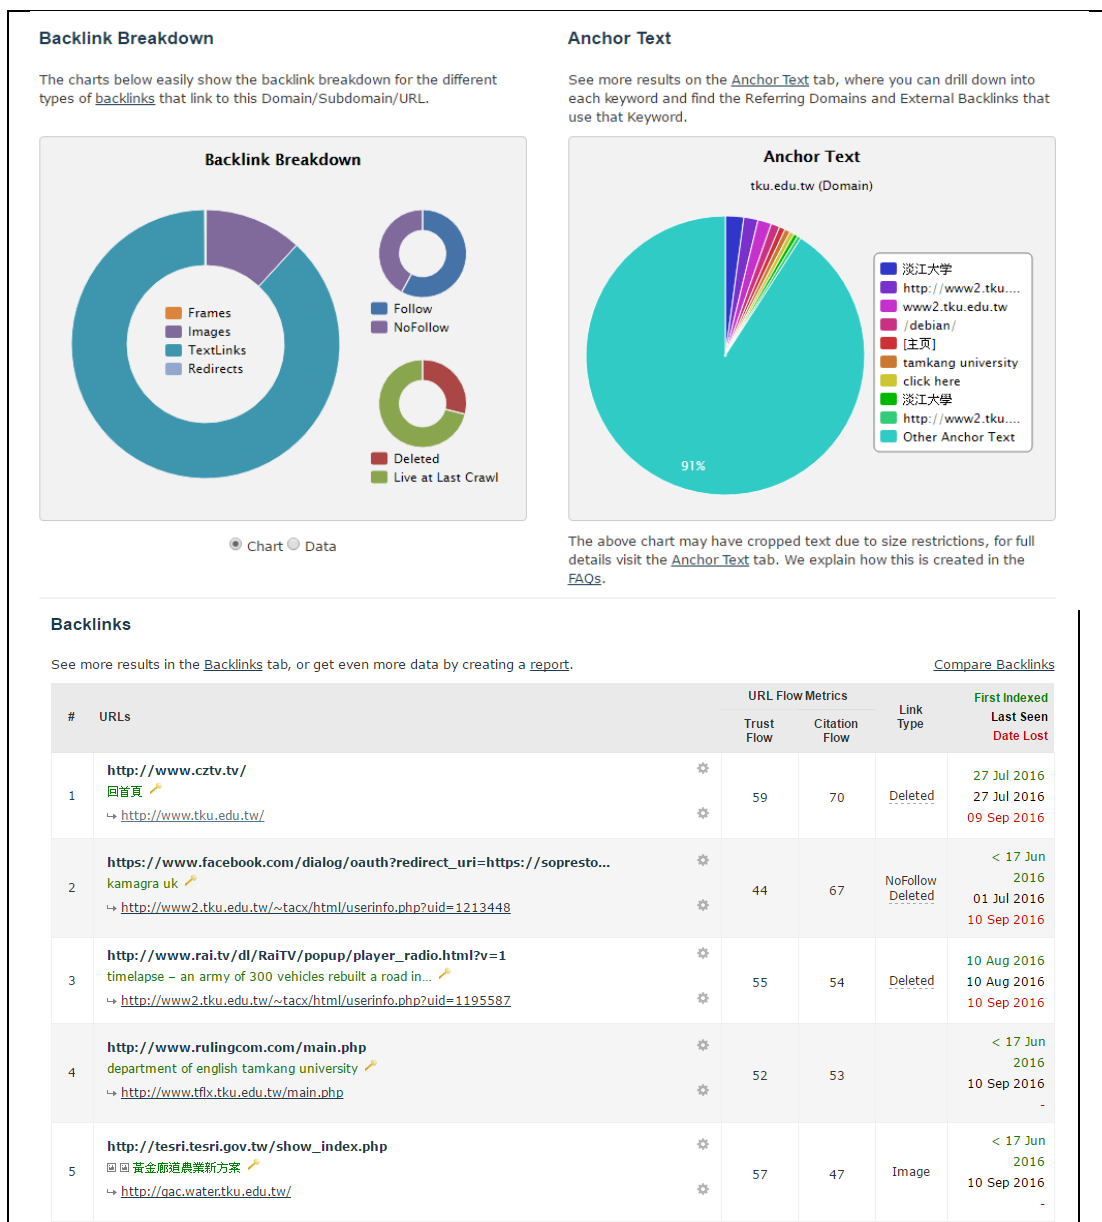 Backlink Breakdown
The charts below easily show the backlink breakdown for the different
types of backlinks that link to this Domain/Subdomain/URL.
Backlink Breakdown
Frames
Images
TextLinks
Redirects
Follow
NoFollow
Deleted
Live at Last Crawl
Chart
Data
Anchor Text
See more results on the Anchor Text tab, where you can drill down into
each keyword and find the Referring Domains and External Backlinks that
use that Keyword.
Anchor Text
tku.edu.tw (Domain)
91%
淡江大学
http://www2.tku....
www2.tku.edu.tw
/debian/
[主页]
tamkang university
click here
淡江大學
http://www2.tku....
Other Anchor Text
The above chart may have cropped text due to size restrictions, for full
details visit the Anchor Text tab. We explain how this is created in the
FAQs.
Backlinks
See more results in the Backlinks tab, or get even more data by creating a report.
Compare Backlinks
#
URLs
URL Flow Metrics
Trust
Flow
Citation
Flow
Link
Type
First Indexed
Last Seen
Date Lost
1
http://www.cztv.tv/
回首頁
http://www.tku.edu.tw/
59
70
Deleted
27 Jul 2016
27 Jul 2016
09 Sep 2016
2
https://www.facebook.com/dialog/oauth?redirect_uri=https://sopresto...
kamagra uk
http://www2.tku.edu.tw/~tacx/html/userinfo.php?uid=1213448
44
67
NoFollow
Deleted
< 17 Jun
2016
01 Jul 2016
10 Sep 2016
3
http://www.rai.tv/dl/RaiTV/popup/player_radio.html?v=1
timelapse – an army of 300 vehicles rebuilt a road in...
http://www2.tku.edu.tw/~tacx/html/userinfo.php?uid=1195587
55
54
Deleted
10 Aug 2016
10 Aug 2016
10 Sep 2016
4
http://www.rulingcom.com/main.php
department of english tamkang university
http://www.tflx.tku.edu.tw/main.php
52
53
< 17 Jun
2016
10 Sep 2016
-
5
http://tesri.tesri.gov.tw/show_index.php
黃金廊道農業新方案
http://gac.water.tku.edu.tw/
57
47
Image
< 17 Jun
2016
10 Sep 2016
-